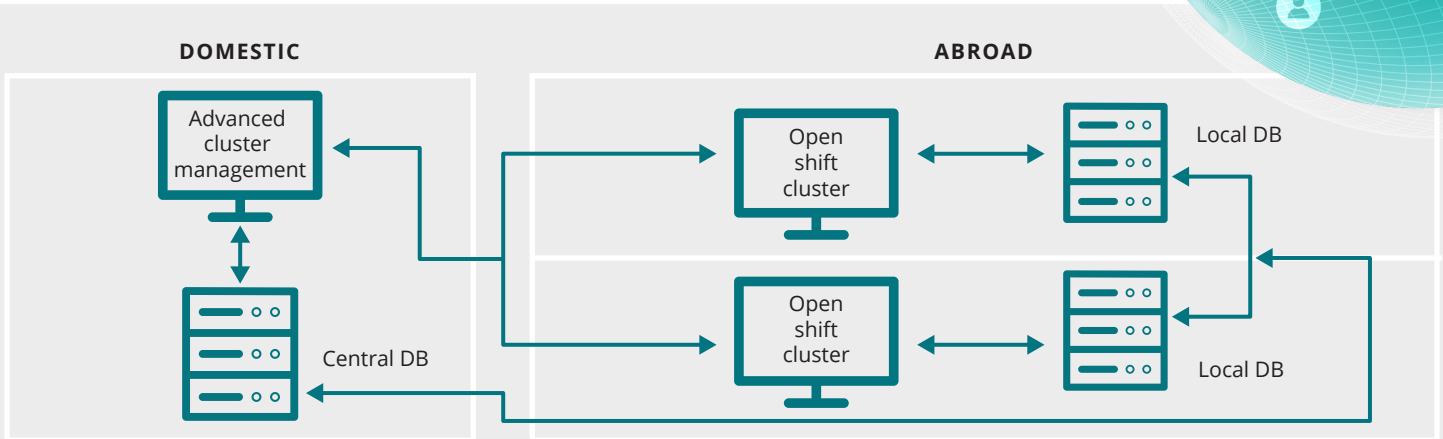 DOMESTIC
ABROAD
Advanced
cluster
management
Central DB
Open
shift
cluster
Local DB
Open
shift
cluster
Local DB